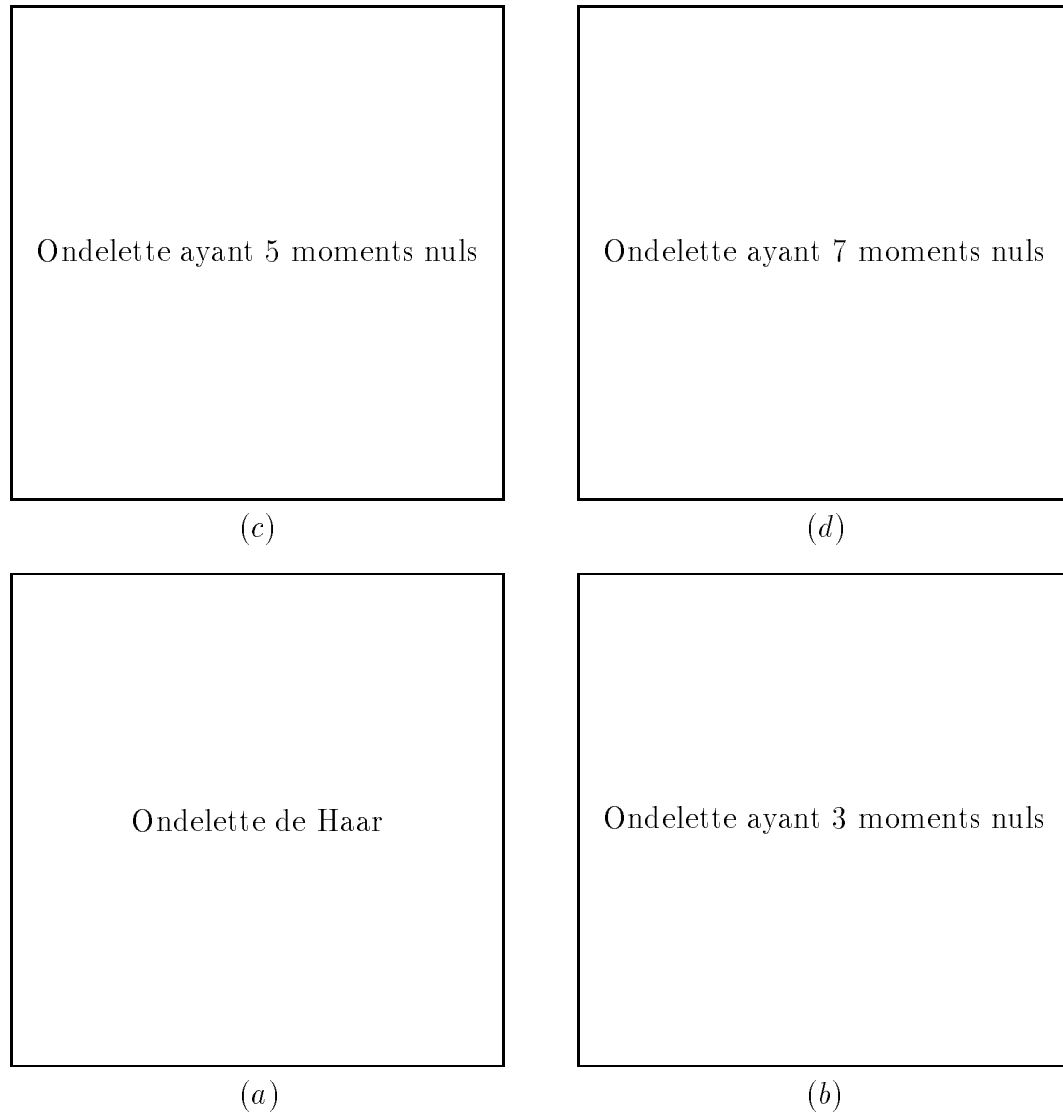 Ondelette ayant 5 moments nuls
(c)
Ondelette ayant 7 moments nuls
(d)
Ondelette de Haar
(a)
Ondelette ayant 3 moments nuls
(b)